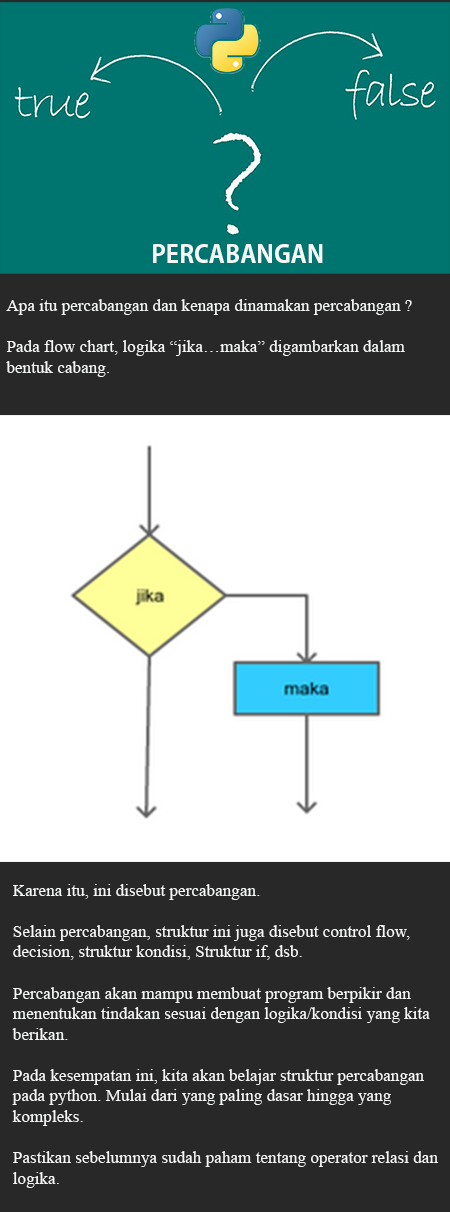 true
false
?
PERCABANGAN
Apa itu percabangan dan kenapa dinamakan percabangan ?
Pada flow chart, logika “jika…maka” digambarkan dalam
bentuk cabang.
jika
maka
Karena itu, ini disebut percabangan.
Selain percabangan, struktur ini juga disebut control flow,
decision, struktur kondisi, Struktur if, dsb.
Percabangan akan mampu membuat program berpikir dan
menentukan tindakan sesuai dengan logika/kondisi yang kita
berikan.
Pada kesempatan ini, kita akan belajar struktur percabangan
pada python. Mulai dari yang paling dasar hingga yang
kompleks.
Pastikan sebelumnya sudah paham tentang operator relasi dan
logika.